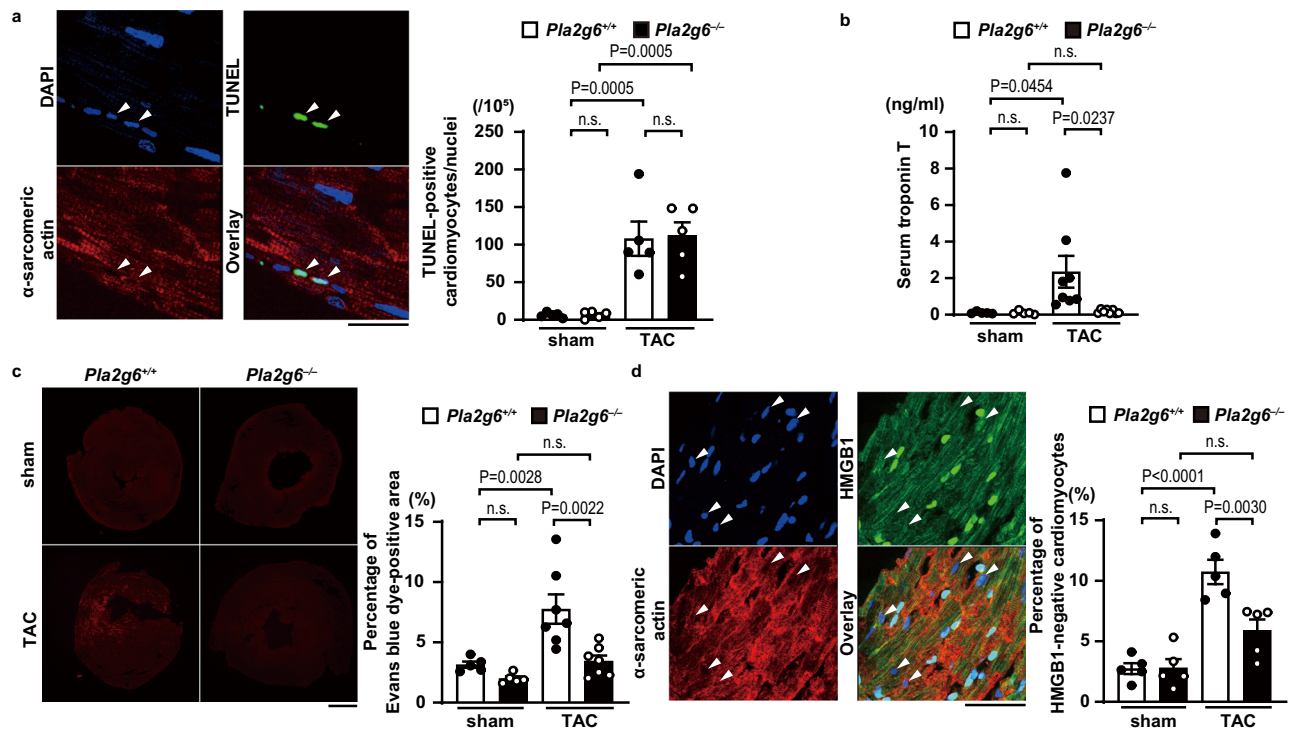 a
DAPI
TUNEL
α-sarcomeric
actin
Overlay
Pla2g6+/+ Pla2g6−/−
P=0.0005
P=0.0005
n.s. n.s.
(/10⁵)
TUNEL-positive
cardiomyocytes/nuclei
250
200
150
100
50
0
sham TAC
b
Pla2g6+/+ Pla2g6−/−
n.s.
P=0.0454
n.s. P=0.0237
(ng/ml)
Serum troponin T
10
8
6
4
2
0
sham TAC
c
Pla2g6+/+ Pla2g6−/−
sham
TAC
Pla2g6+/+ Pla2g6−/−
n.s.
P=0.0028
n.s. P=0.0022
(%)
Percentage of
Evans blue dye-positive area
15
10
5
0
sham TAC
d
DAPI
HMGB1
α-sarcomeric
actin
Overlay
Pla2g6+/+ Pla2g6−/−
n.s.
P<0.0001
n.s. P=0.0030
(%)
Percentage of
HMGB1-negative cardiomyocytes
15
10
5
0
sham TAC